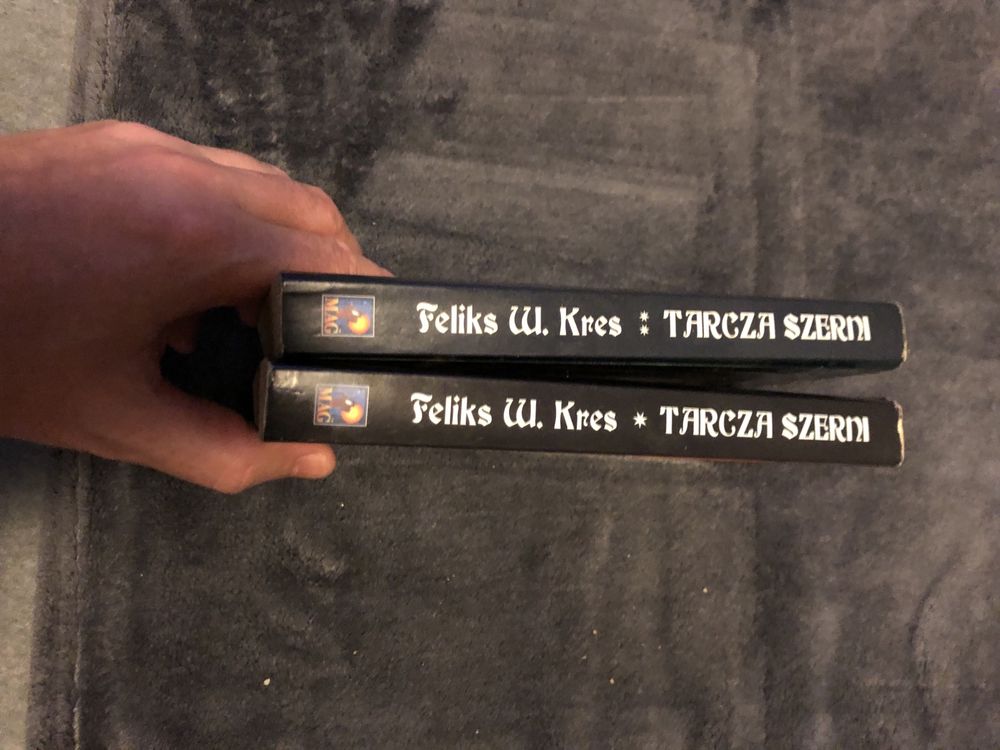 MAG Feliks W. Kres ** TARCZA SZERNI
MAG Feliks W. Kres * TARCZA SZERNI